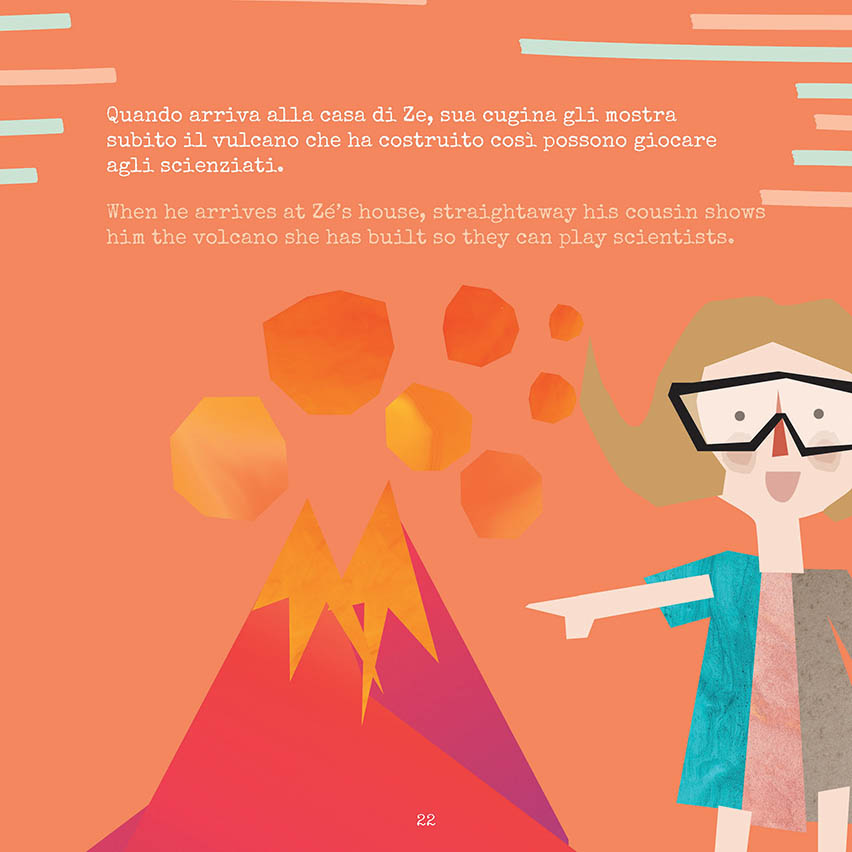 Quando arriva alla casa di Ze, sua cugina gli mostra
subito il vulcano che ha costruito così possono giocare
agli scienziati.
When he arrives at Zé's house, straightaway his cousin shows
him the volcano she has built so they can play scientists.
22